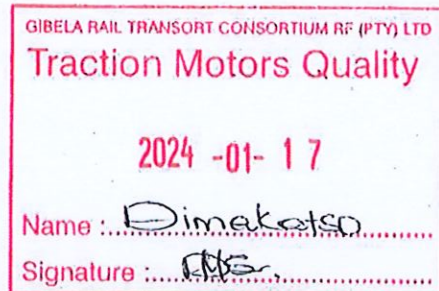 GIBELA RAIL TRANSORT CONSORTIUM RF (PTY) LTD
Traction Motors Quality
2024 -01- 17
Name : Dimakatso
Signature :